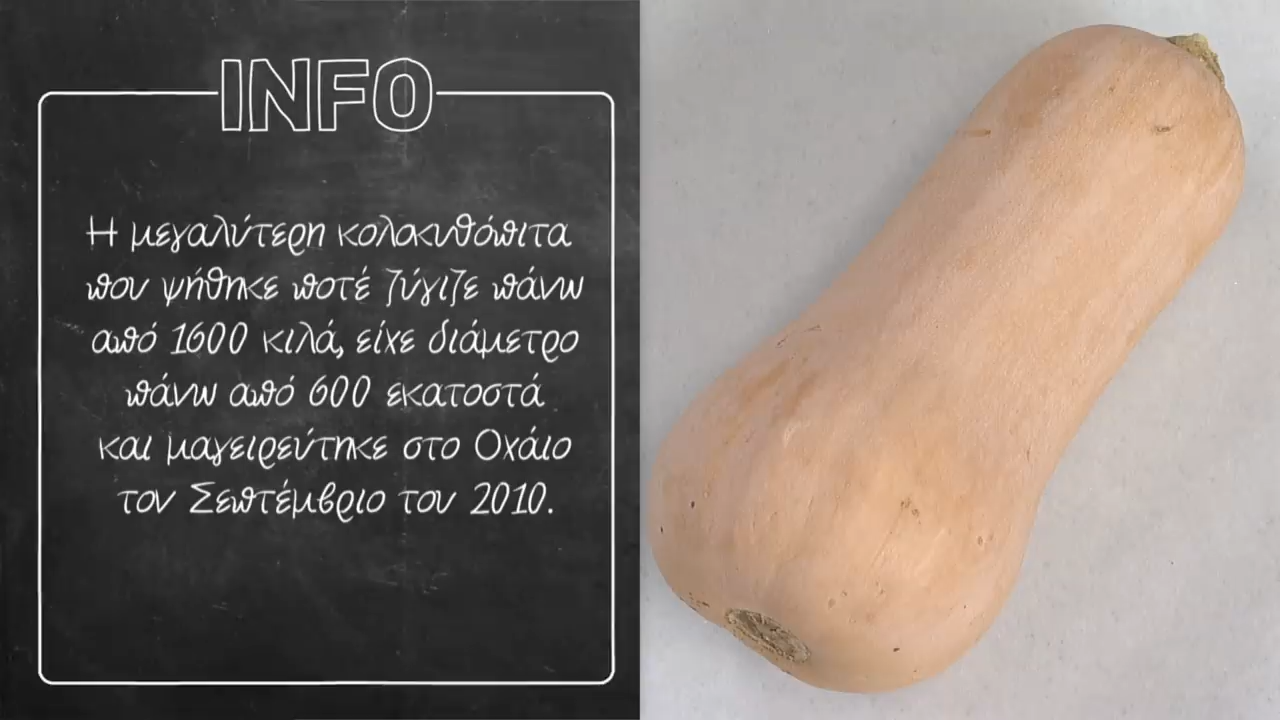 INFO
Η μεγαλύτερη κολοκυθόπιτα
που ψήθηκε ποτέ ζύγιζε πάνω
από 1600 κιλά, είχε διάμετρο
πάνω από 600 εκατοστά
και μαγειρεύτηκε στο Οχάιο
τον Σεπτέμβριο του 2010.